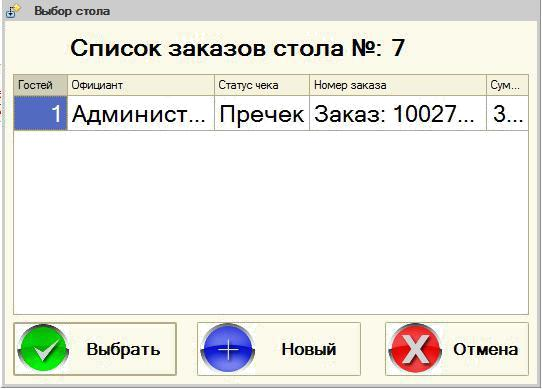 Выбор стола
Список заказов стола №: 7
Гостей Официант Статус чека Номер заказа Сум...
1 Админист... Пречек Заказ: 10027... 3...
Выбрать Новый Отмена